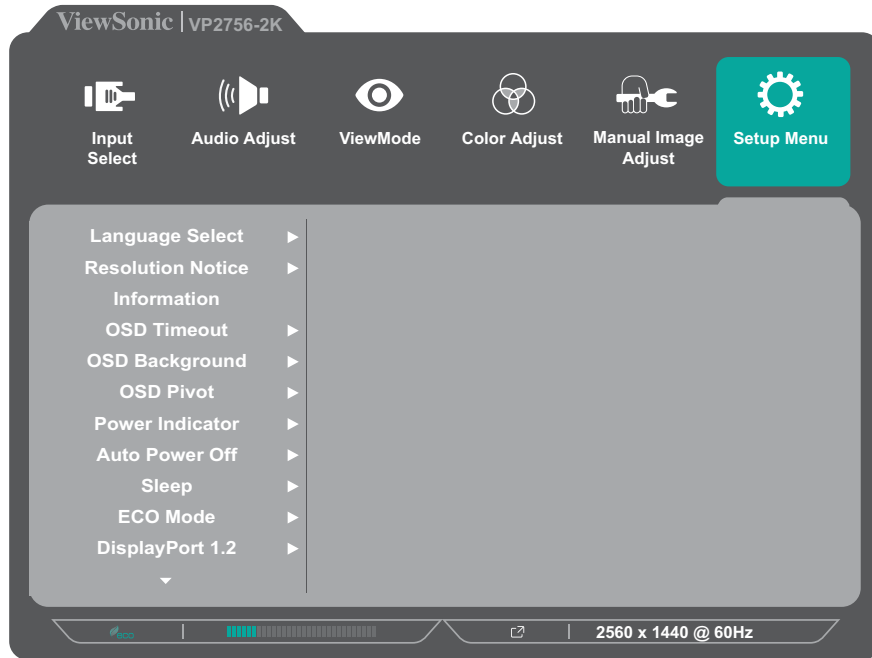 ViewSonic | VP2756-2K
Input
Select
Audio Adjust
ViewMode
Color Adjust
Manual Image
Adjust
Setup Menu
Language Select
Resolution Notice
Information
OSD Timeout
OSD Background
OSD Pivot
Power Indicator
Auto Power Off
Sleep
ECO Mode
DisplayPort 1.2
eco
2560 x 1440 @ 60Hz